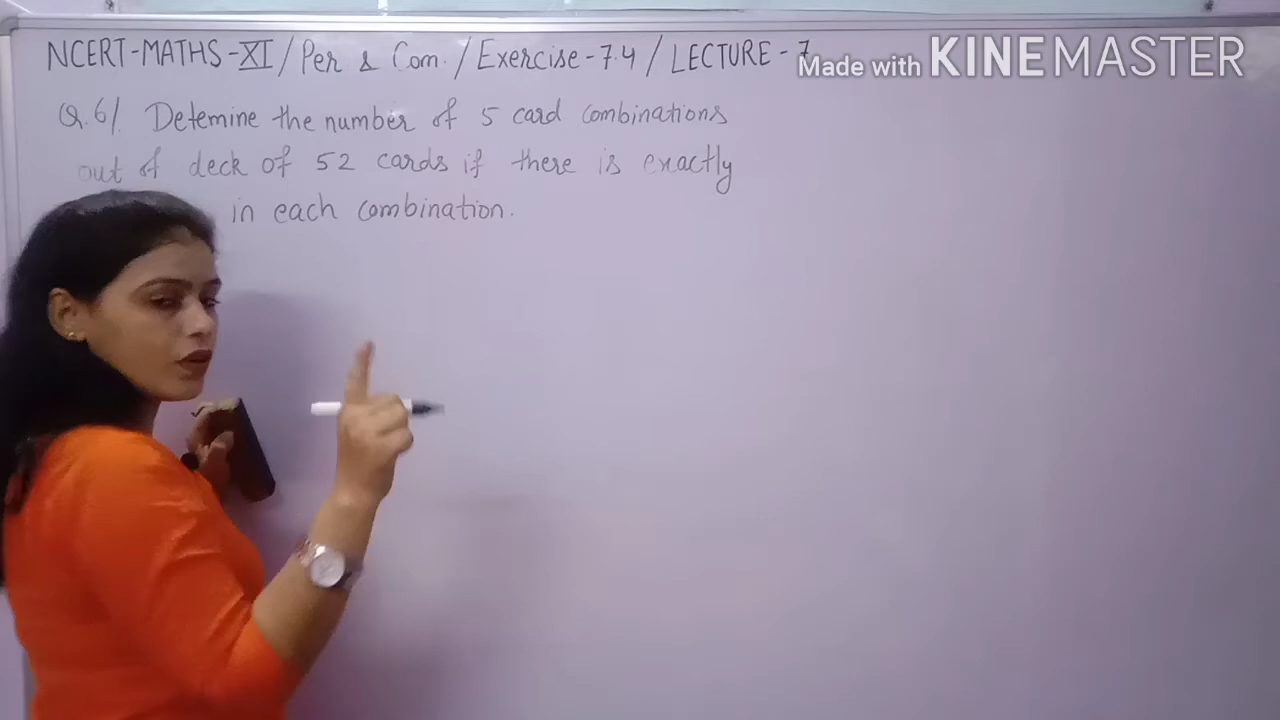 NCERT-MATHS-XI / Per & Com. / Exercise-7.4 / LECTURE-7
Made with KINEMASTER
Q.6/. Detemine the number of 5 card combinations
out of deck of 52 cards if there is exactly
in each combination.